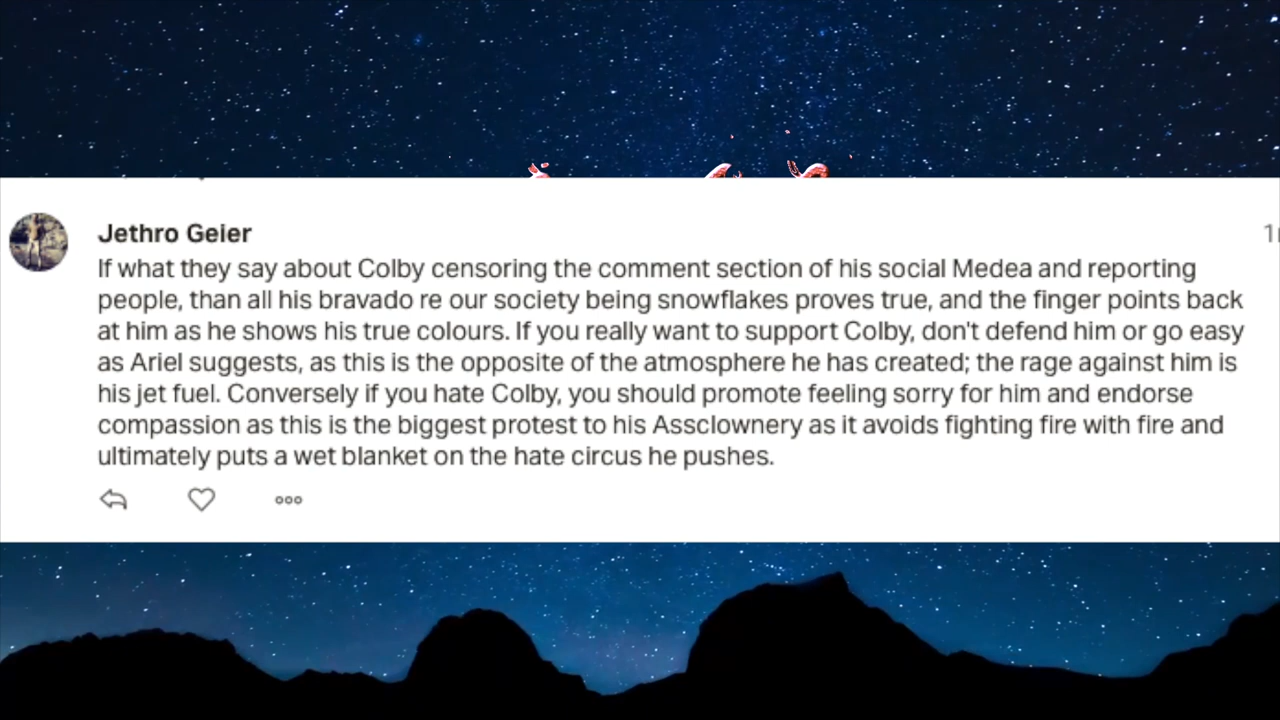 Jethro Geier
If what they say about Colby censoring the comment section of his social Medea and reporting
people, than all his bravado re our society being snowflakes proves true, and the finger points back
at him as he shows his true colours. If you really want to support Colby, don't defend him or go easy
as Ariel suggests, as this is the opposite of the atmosphere he has created; the rage against him is
his jet fuel. Conversely if you hate Colby, you should promote feeling sorry for him and endorse
compassion as this is the biggest protest to his Assclownery as it avoids fighting fire with fire and
ultimately puts a wet blanket on the hate circus he pushes.